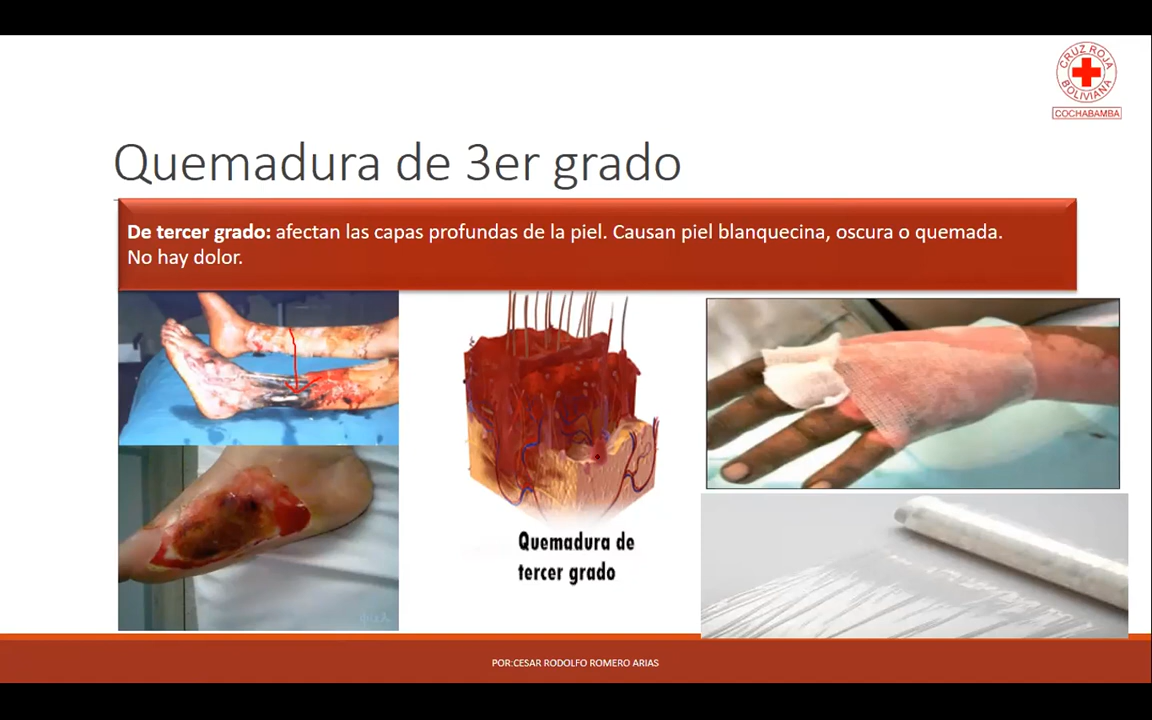 CRUZ ROJA
BOLIVIANA
COCHABAMBA
Quemadura de 3er grado
De tercer grado: afectan las capas profundas de la piel. Causan piel blanquecina, oscura o quemada.
No hay dolor.
Quemadura de
tercer grado
POR:CESAR RODOLFO ROMERO ARIAS